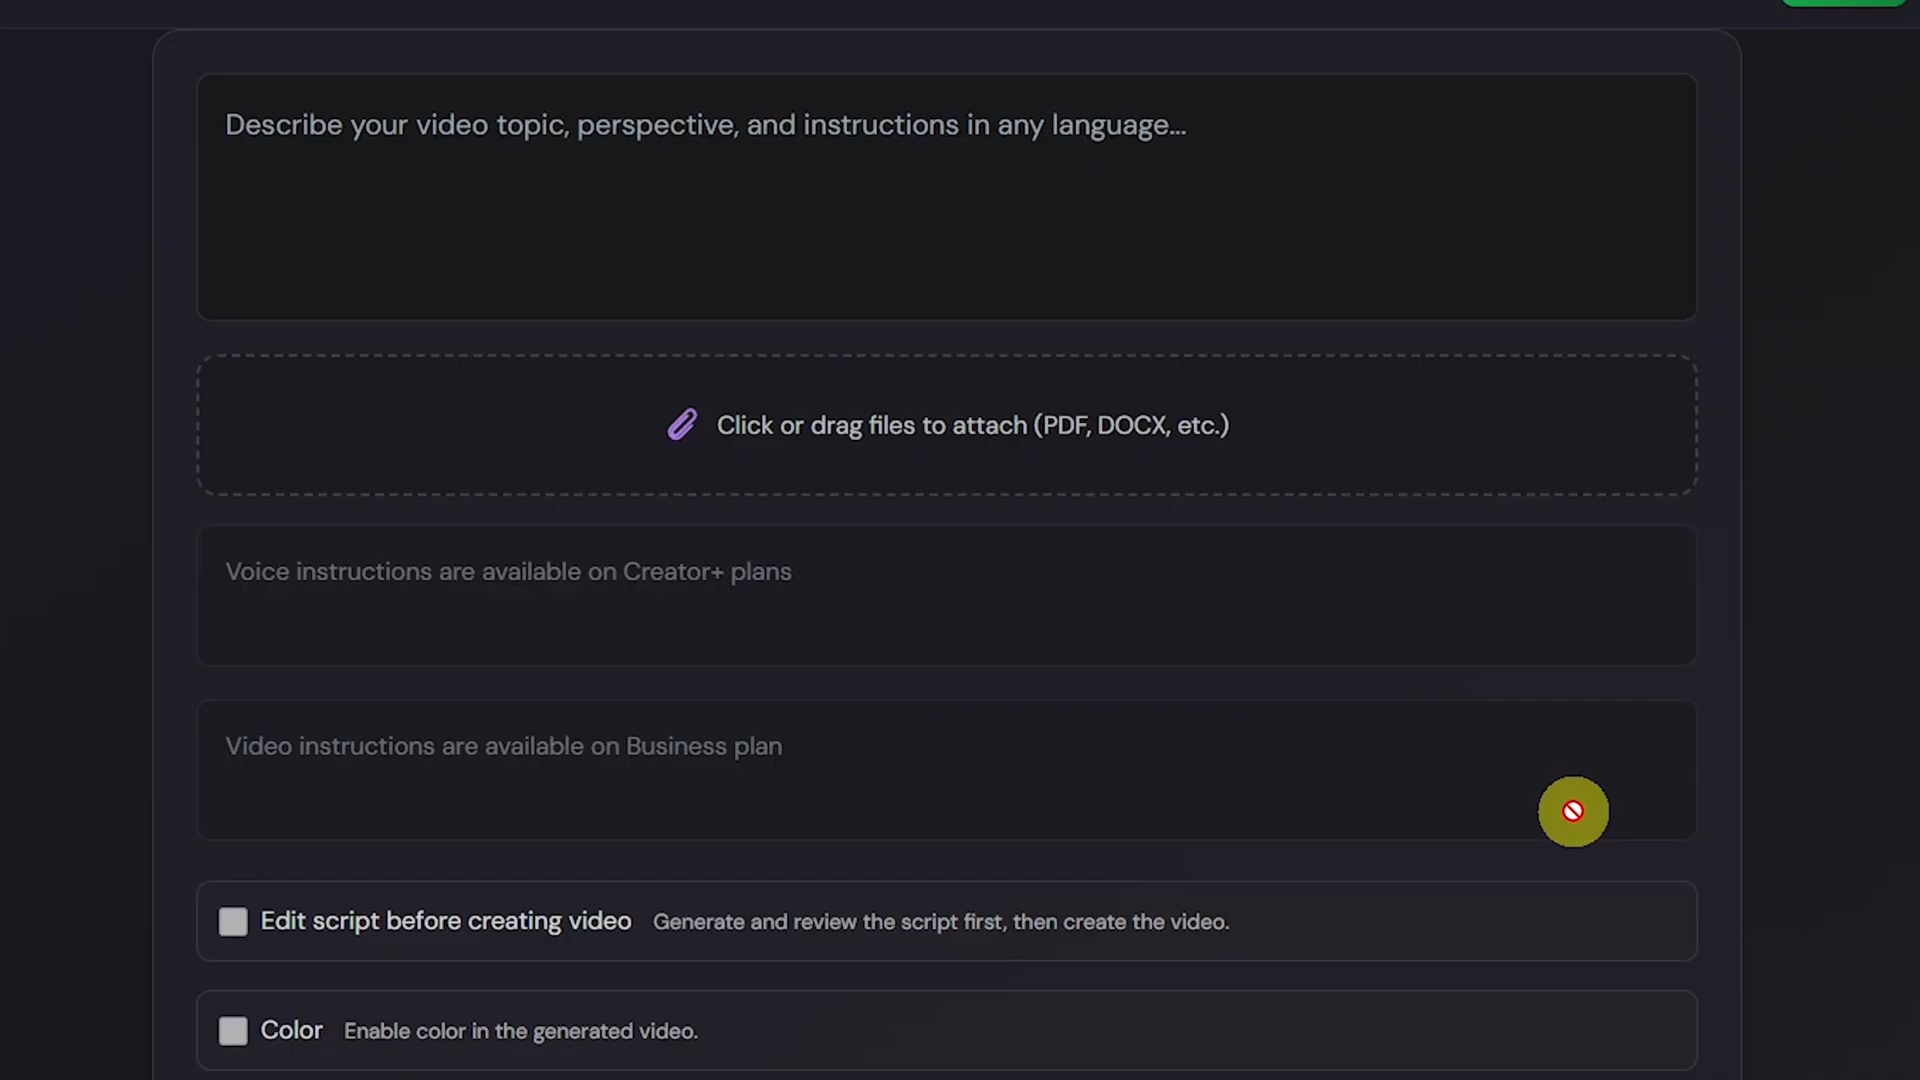 Describe your video topic, perspective, and instructions in any language...
Click or drag files to attach (PDF, DOCX, etc.)
Voice instructions are available on Creator+ plans
Video instructions are available on Business plan
Edit script before creating video Generate and review the script first, then create the video.
Color Enable color in the generated video.